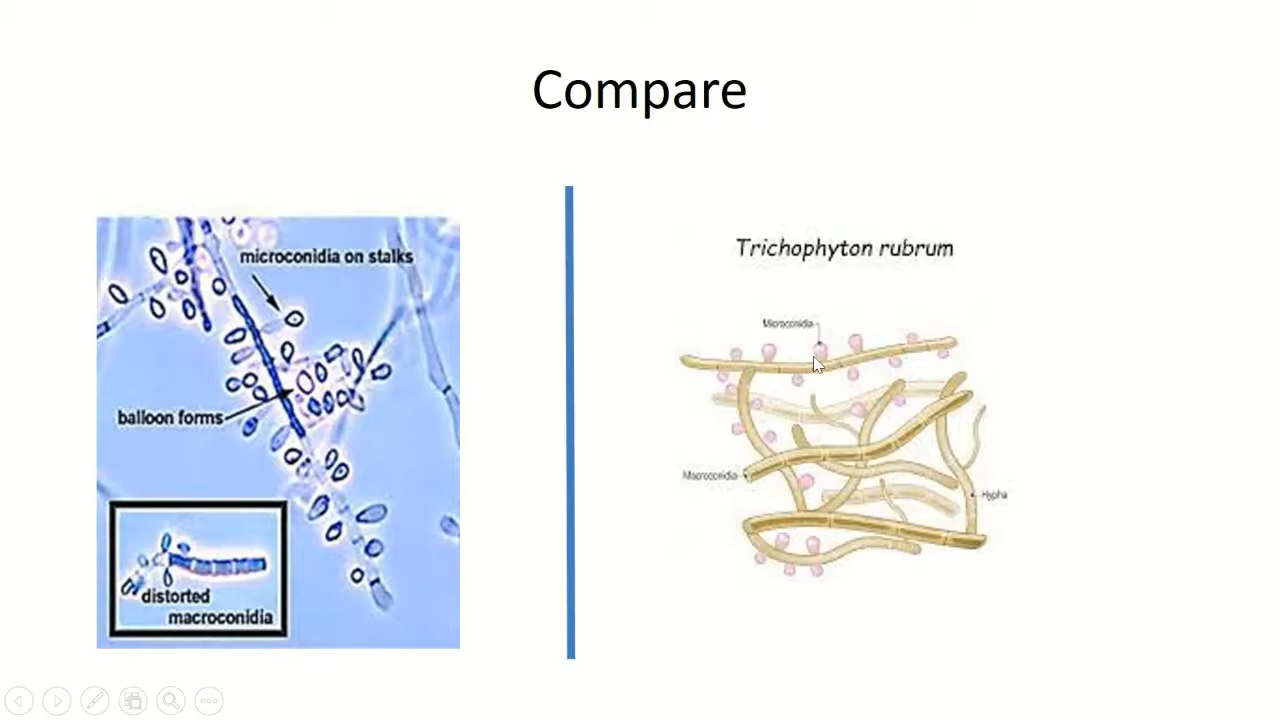 Compare
microconidia on stalks
balloon forms
distorted
macroconidia
Trichophyton rubrum
Microconidia
Macroconidia
Hypha